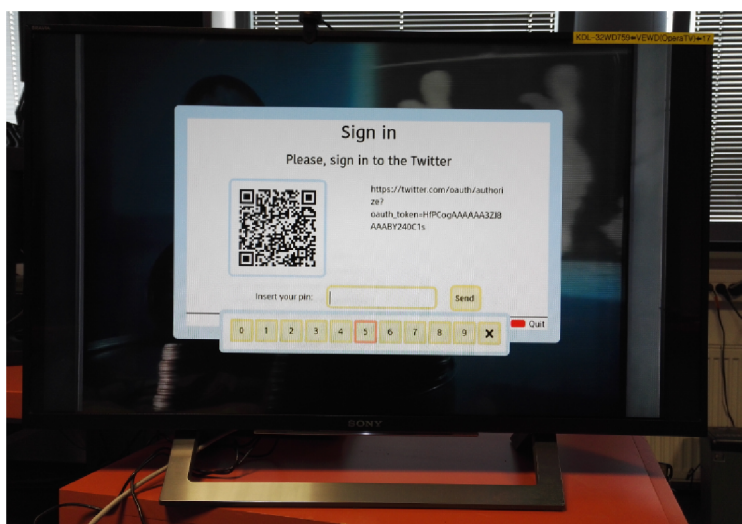 KDL-32WD759=VEWD(OperaTV)=17
Sign in
Please, sign in to the Twitter
https://twitter.com/oauth/authori
ze?
oauth_token=HfPCogAAAAAA3ZJ8
AAABY240C1s
Insert your pin:
Send
Quit
0 1 2 3 4 5 6 7 8 9 X
SONY